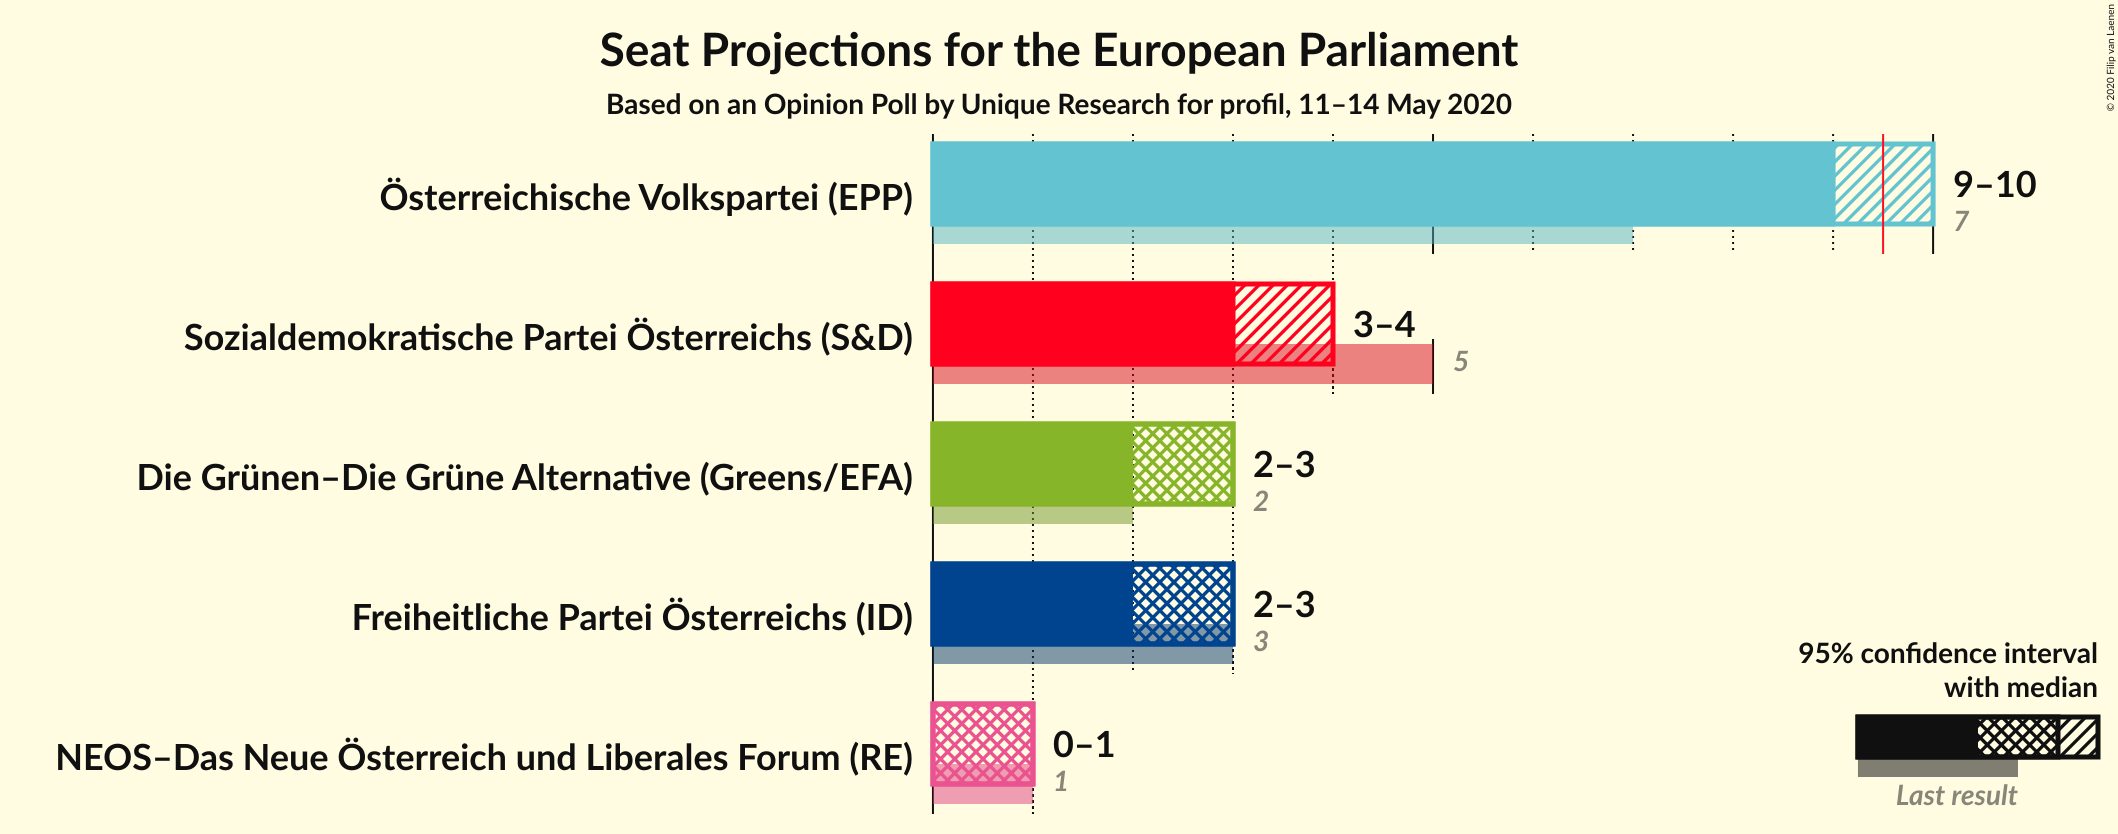 Seat Projections for the European Parliament
Based on an Opinion Poll by Unique Research for profil, 11–14 May 2020
© 2020 Filip van Laenen
Österreichische Volkspartei (EPP)
9–10
7
Sozialdemokratische Partei Österreichs (S&D)
3–4
5
Die Grünen–Die Grüne Alternative (Greens/EFA)
2–3
2
Freiheitliche Partei Österreichs (ID)
2–3
3
NEOS–Das Neue Österreich und Liberales Forum (RE)
0–1
1
95% confidence interval
with median
Last result